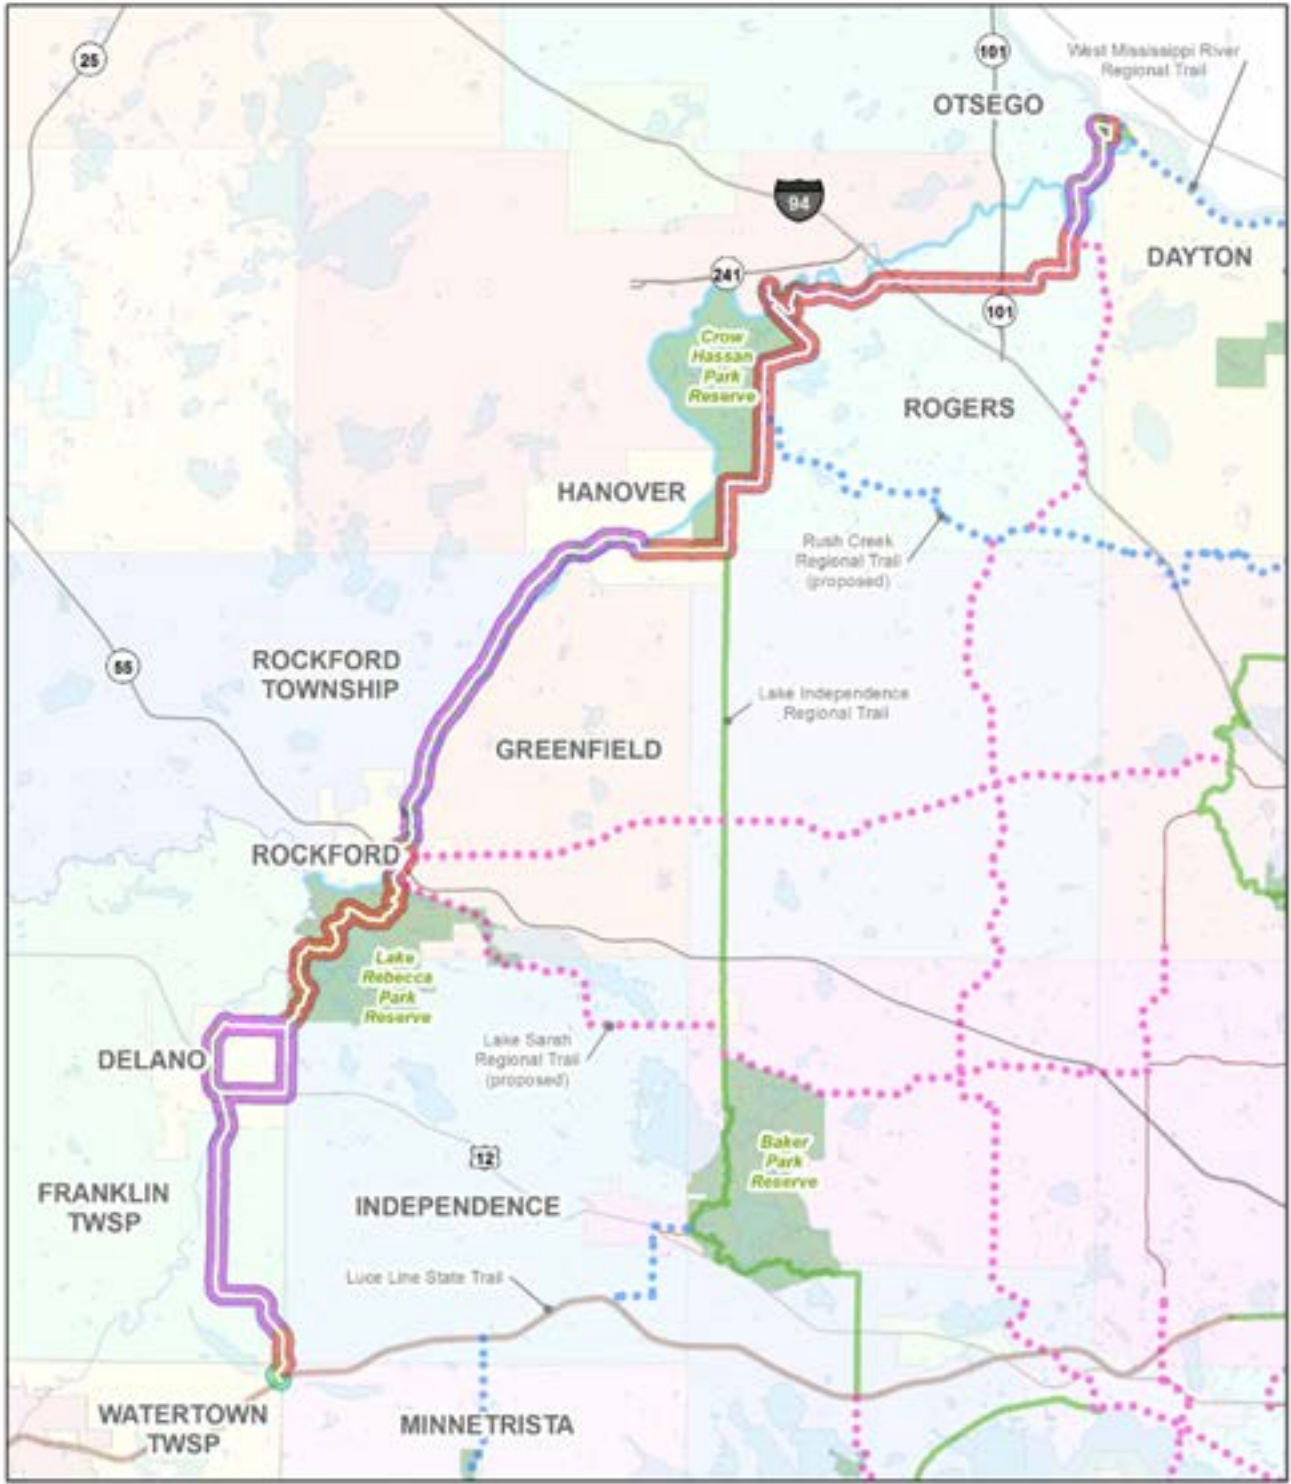 25
101
West Mississippi River
Regional Trail
OTSEGO
94
DAYTON
241
101
Crow
Hassan
Park
Reserve
ROGERS
HANOVER
Rush Creek
Regional Trail
(proposed)
ROCKFORD
TOWNSHIP
55
Lake Independence
Regional Trail
GREENFIELD
ROCKFORD
Lake
Rebecca
Park
Reserve
Lake Sarah
Regional Trail
(proposed)
DELANO
12
Baker
Park
Reserve
FRANKLIN
TWSP
INDEPENDENCE
Luce Line State Trail
WATERTOWN
TWSP
MINNETRISTA